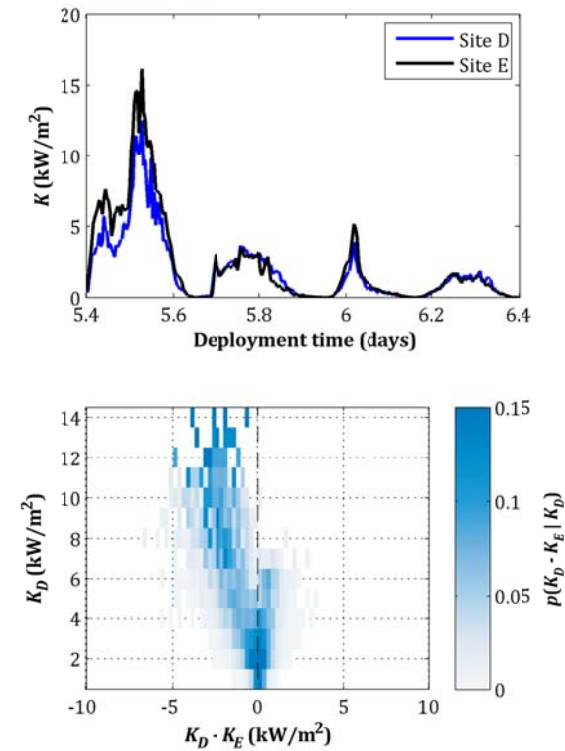 20
15
10
5
0
K (kW/m²)
Site D
Site E
5.4 5.6 5.8 6 6.2 6.4
Deployment time (days)
14
12
10
8
6
4
2
K_D (kW/m²)
-10 -5 0 5 10
K_D - K_E (kW/m²)
0.15
0.1
0.05
0
p(K_D - K_E | K_D)